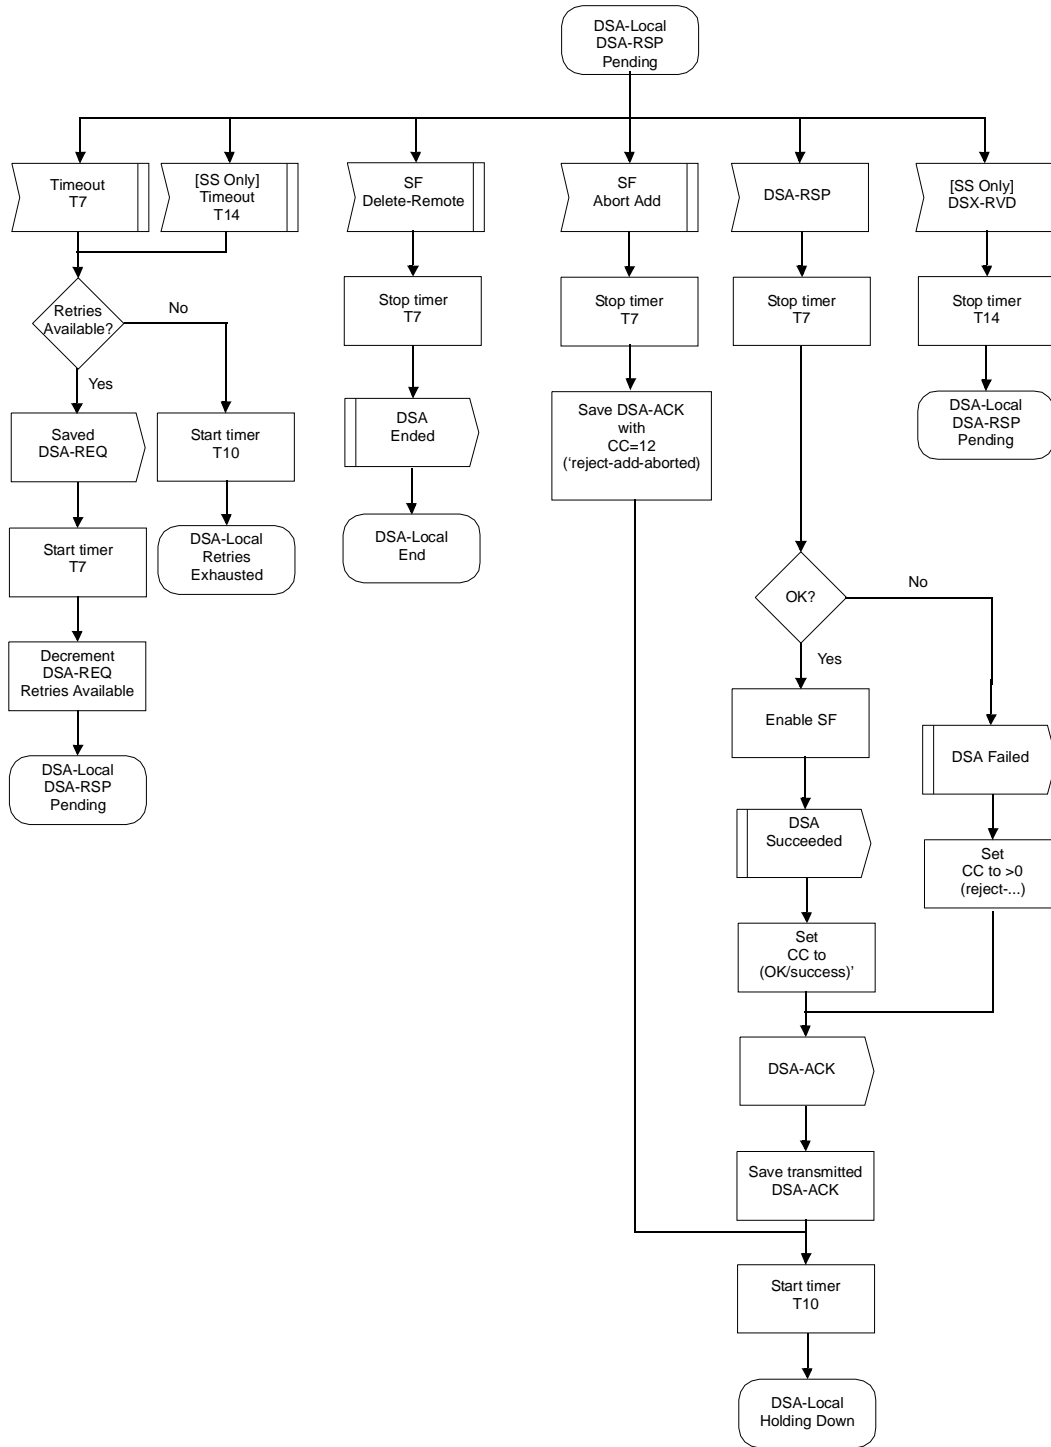 DSA-Local
DSA-RSP
Pending
Timeout
T7
[SS Only]
Timeout
T14
SF
Delete-Remote
SF
Abort Add
DSA-RSP
[SS Only]
DSX-RVD
Retries
Available?
No
Yes
Stop timer
T7
Stop timer
T7
Stop timer
T7
Stop timer
T14
Saved
DSA-REQ
Start timer
T10
DSA
Ended
Save DSA-ACK
with
CC=12
(‘reject-add-aborted)
DSA-Local
DSA-RSP
Pending
Start timer
T7
DSA-Local
Retries
Exhausted
DSA-Local
End
OK?
No
Yes
Decrement
DSA-REQ
Retries Available
Enable SF
DSA Failed
DSA-Local
DSA-RSP
Pending
DSA
Succeeded
Set
CC to >0
(reject-...)
Set
CC to
(OK/success)’
DSA-ACK
Save transmitted
DSA-ACK
Start timer
T10
DSA-Local
Holding Down